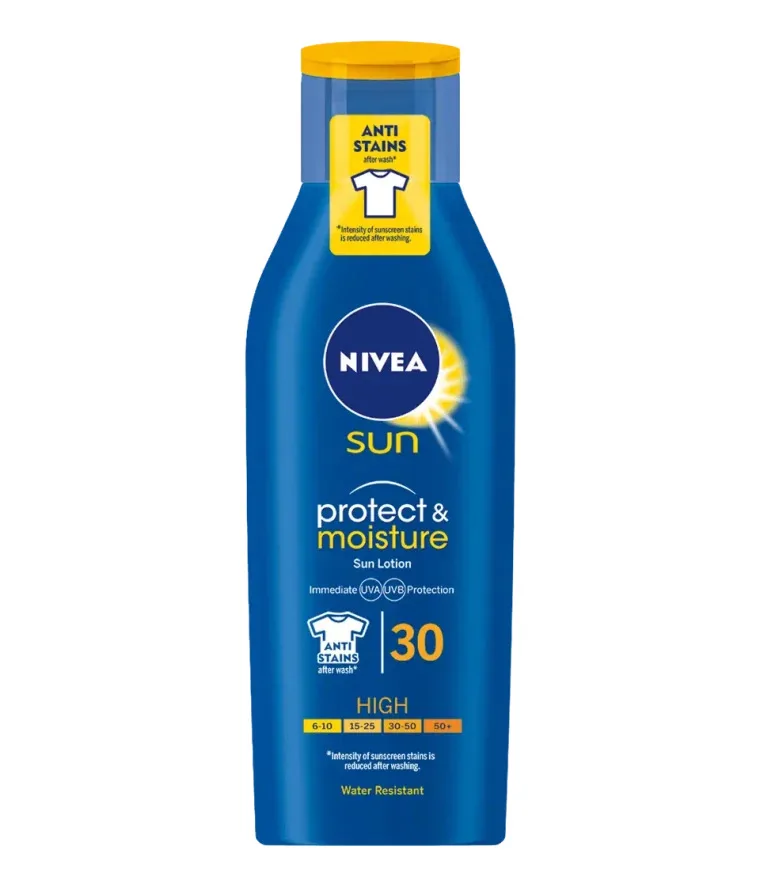 ANTI
STAINS
after wash*
*Intensity of sunscreen stains
is reduced after washing.
NIVEA
sun
protect &
moisture
Sun Lotion
Immediate UVA UVB Protection
ANTI
STAINS
after wash*
30
HIGH
6-10 15-25 30-50 50+
*Intensity of sunscreen stains is
reduced after washing.
Water Resistant